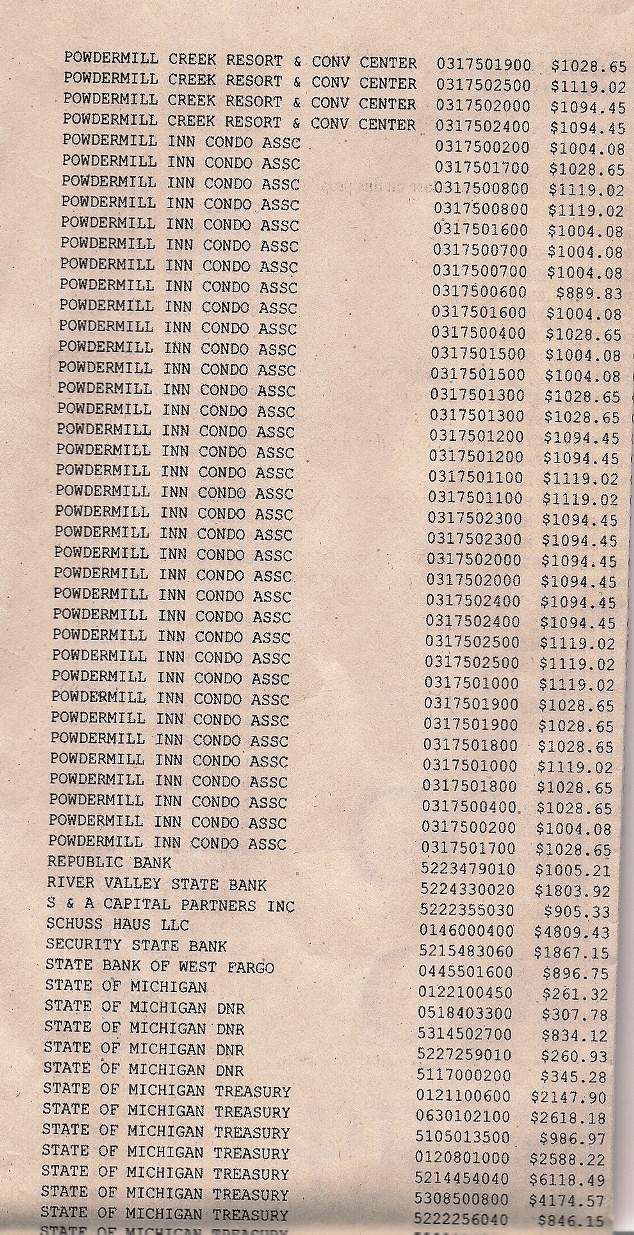 POWDERMILL CREEK RESORT & CONV CENTER 0317501900 $1028.65
POWDERMILL CREEK RESORT & CONV CENTER 0317502500 $1119.02
POWDERMILL CREEK RESORT & CONV CENTER 0317502000 $1094.45
POWDERMILL CREEK RESORT & CONV CENTER 0317502400 $1094.45
POWDERMILL INN CONDO ASSC 0317500200 $1004.08
POWDERMILL INN CONDO ASSC 0317501700 $1028.65
POWDERMILL INN CONDO ASSC 0317500800 $1119.02
POWDERMILL INN CONDO ASSC 0317500800 $1119.02
POWDERMILL INN CONDO ASSC 0317501600 $1004.08
POWDERMILL INN CONDO ASSC 0317500700 $1004.08
POWDERMILL INN CONDO ASSC 0317500700 $1004.08
POWDERMILL INN CONDO ASSC 0317500600 $889.83
POWDERMILL INN CONDO ASSC 0317501600 $1004.08
POWDERMILL INN CONDO ASSC 0317500400 $1028.65
POWDERMILL INN CONDO ASSC 0317501500 $1004.08
POWDERMILL INN CONDO ASSC 0317501500 $1004.08
POWDERMILL INN CONDO ASSC 0317501300 $1028.65
POWDERMILL INN CONDO ASSC 0317501300 $1028.65
POWDERMILL INN CONDO ASSC 0317501200 $1094.45
POWDERMILL INN CONDO ASSC 0317501200 $1094.45
POWDERMILL INN CONDO ASSC 0317501100 $1119.02
POWDERMILL INN CONDO ASSC 0317501100 $1119.02
POWDERMILL INN CONDO ASSC 0317502300 $1094.45
POWDERMILL INN CONDO ASSC 0317502300 $1094.45
POWDERMILL INN CONDO ASSC 0317502000 $1094.45
POWDERMILL INN CONDO ASSC 0317502000 $1094.45
POWDERMILL INN CONDO ASSC 0317502400 $1094.45
POWDERMILL INN CONDO ASSC 0317502400 $1094.45
POWDERMILL INN CONDO ASSC 0317502500 $1119.02
POWDERMILL INN CONDO ASSC 0317502500 $1119.02
POWDERMILL INN CONDO ASSC 0317501000 $1119.02
POWDERMILL INN CONDO ASSC 0317501900 $1028.65
POWDERMILL INN CONDO ASSC 0317501900 $1028.65
POWDERMILL INN CONDO ASSC 0317501800 $1028.65
POWDERMILL INN CONDO ASSC 0317501000 $1119.02
POWDERMILL INN CONDO ASSC 0317501800 $1028.65
POWDERMILL INN CONDO ASSC 0317500400 $1028.65
POWDERMILL INN CONDO ASSC 0317500200 $1004.08
POWDERMILL INN CONDO ASSC 0317501700 $1028.65
REPUBLIC BANK 5223479010 $1005.21
RIVER VALLEY STATE BANK 5224330020 $1803.92
S & A CAPITAL PARTNERS INC 5222355030 $905.33
SCHUSS HAUS LLC 0146000400 $4809.43
SECURITY STATE BANK 5215483060 $1867.15
STATE BANK OF WEST FARGO 0445501600 $896.75
STATE OF MICHIGAN 0122100450 $261.32
STATE OF MICHIGAN DNR 0518403300 $307.78
STATE OF MICHIGAN DNR 5314502700 $834.12
STATE OF MICHIGAN DNR 5227259010 $260.93
STATE OF MICHIGAN DNR 5117000200 $345.28
STATE OF MICHIGAN TREASURY 0121100600 $2147.90
STATE OF MICHIGAN TREASURY 0630102100 $2618.18
STATE OF MICHIGAN TREASURY 5105013500 $986.97
STATE OF MICHIGAN TREASURY 0120801000 $2588.22
STATE OF MICHIGAN TREASURY 5214454040 $6118.49
STATE OF MICHIGAN TREASURY 5308500800 $4174.57
STATE OF MICHIGAN TREASURY 5222256040 $846.15
STATE OF MICHIGAN TREASURY